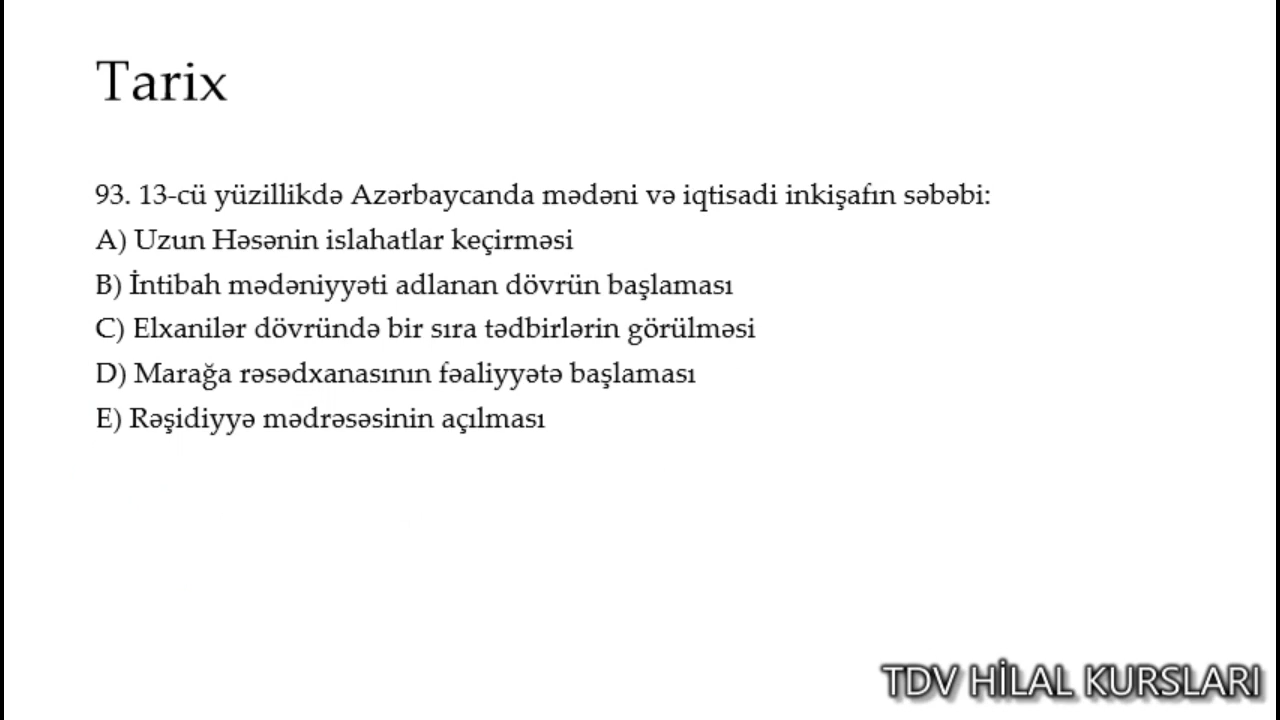 Tarix
93. 13-cü yüzillikdə Azərbaycanda mədəni və iqtisadi inkişafın səbəbi:
A) Uzun Həsənin islahatlar keçirməsi
B) İntibah mədəniyyəti adlanan dövrün başlaması
C) Elxanilər dövründə bir sıra tədbirlərin görülməsi
D) Marağa rəsədxanasının fəaliyyətə başlaması
E) Rəşidiyyə mədrəsəsinin açılması
TDV HİLAL KURSLARI